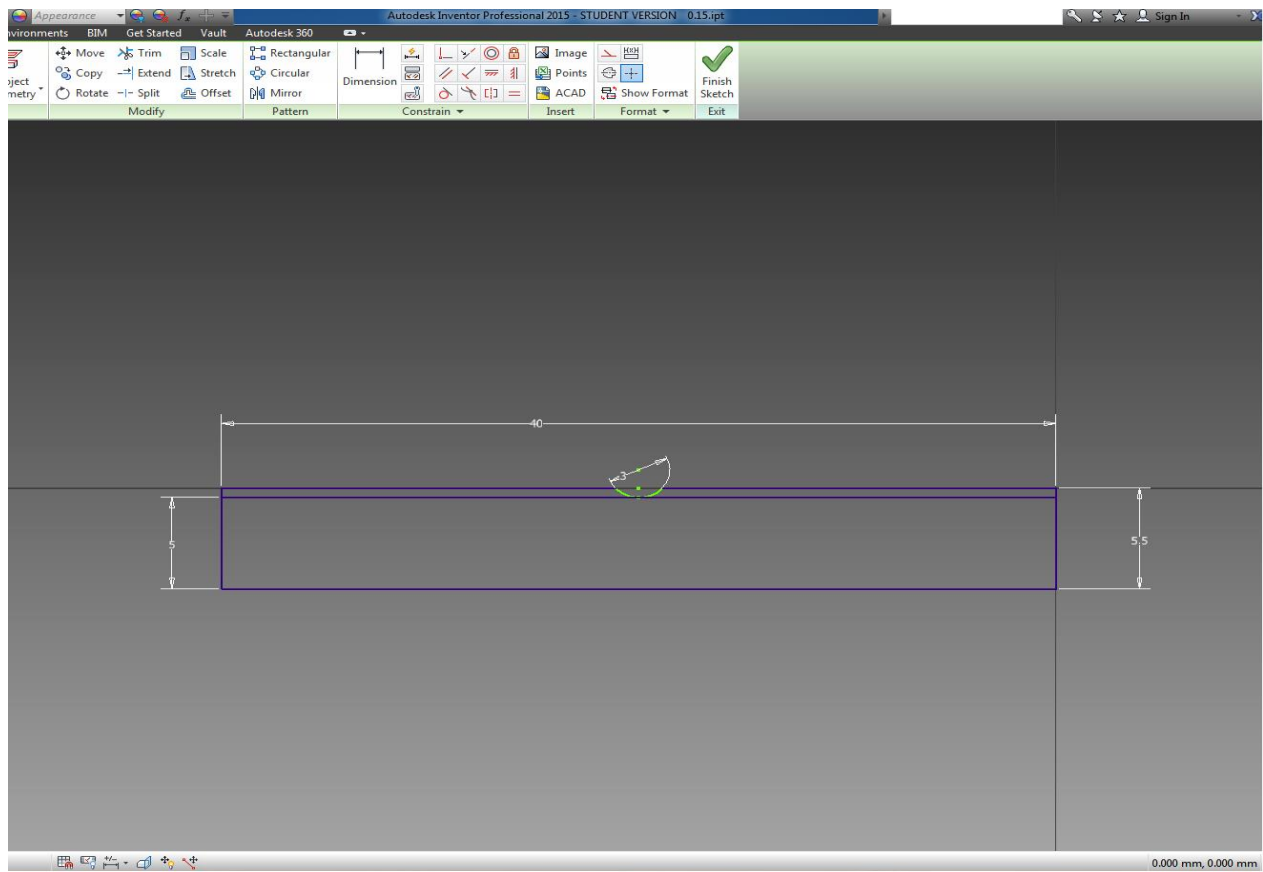 Appearance Autodesk Inventor Professional 2015 - STUDENT VERSION 0.15.ipt Sign In
nvironments BIM Get Started Vault Autodesk 360
Move Trim Scale Rectangular Image
Copy Extend Stretch Circular Points
Rotate Split Offset Mirror ACAD Show Format
oject
metry
Dimension
Finish
Sketch
Modify Pattern Constrain Insert Format Exit
40
3
5
5.5
0.000 mm, 0.000 mm